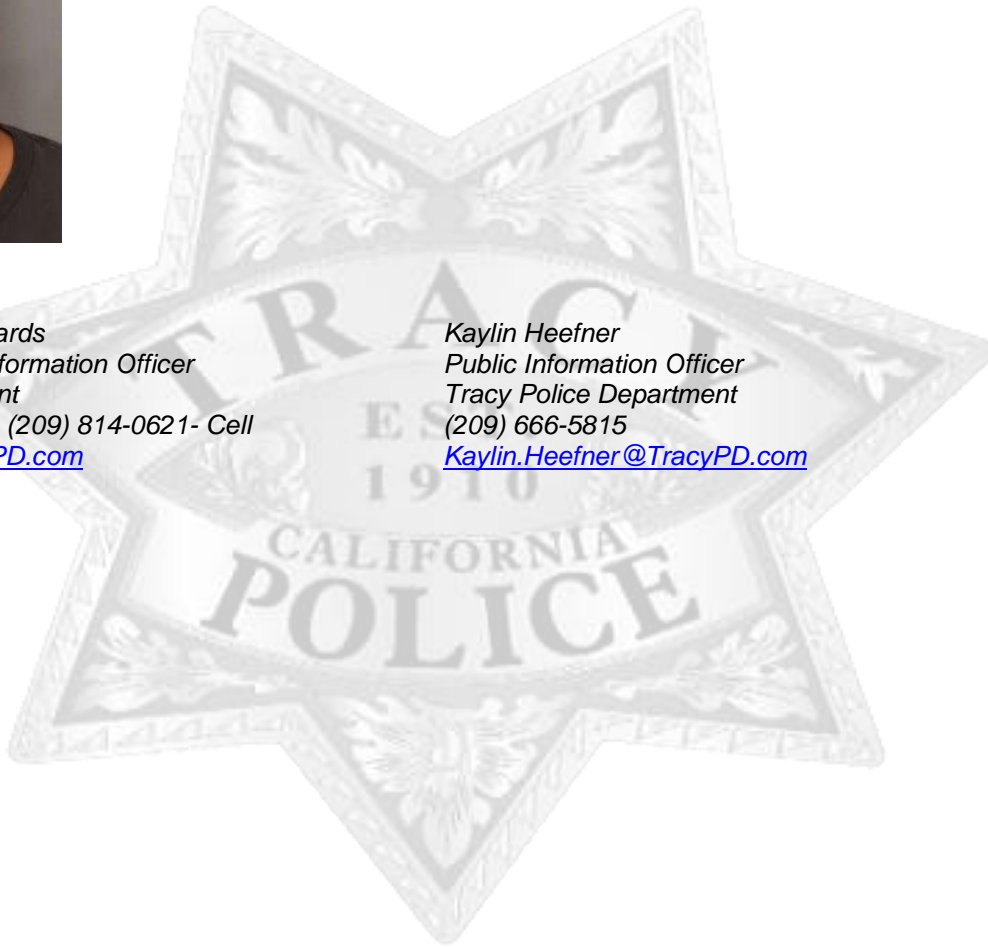 ards
formation Officer
nt
(209) 814-0621- Cell
PD.com
Kaylin Heefner
Public Information Officer
Tracy Police Department
(209) 666-5815
Kaylin.Heefner@TracyPD.com
TRACY
EST.
1910
CALIFORNIA
POLICE